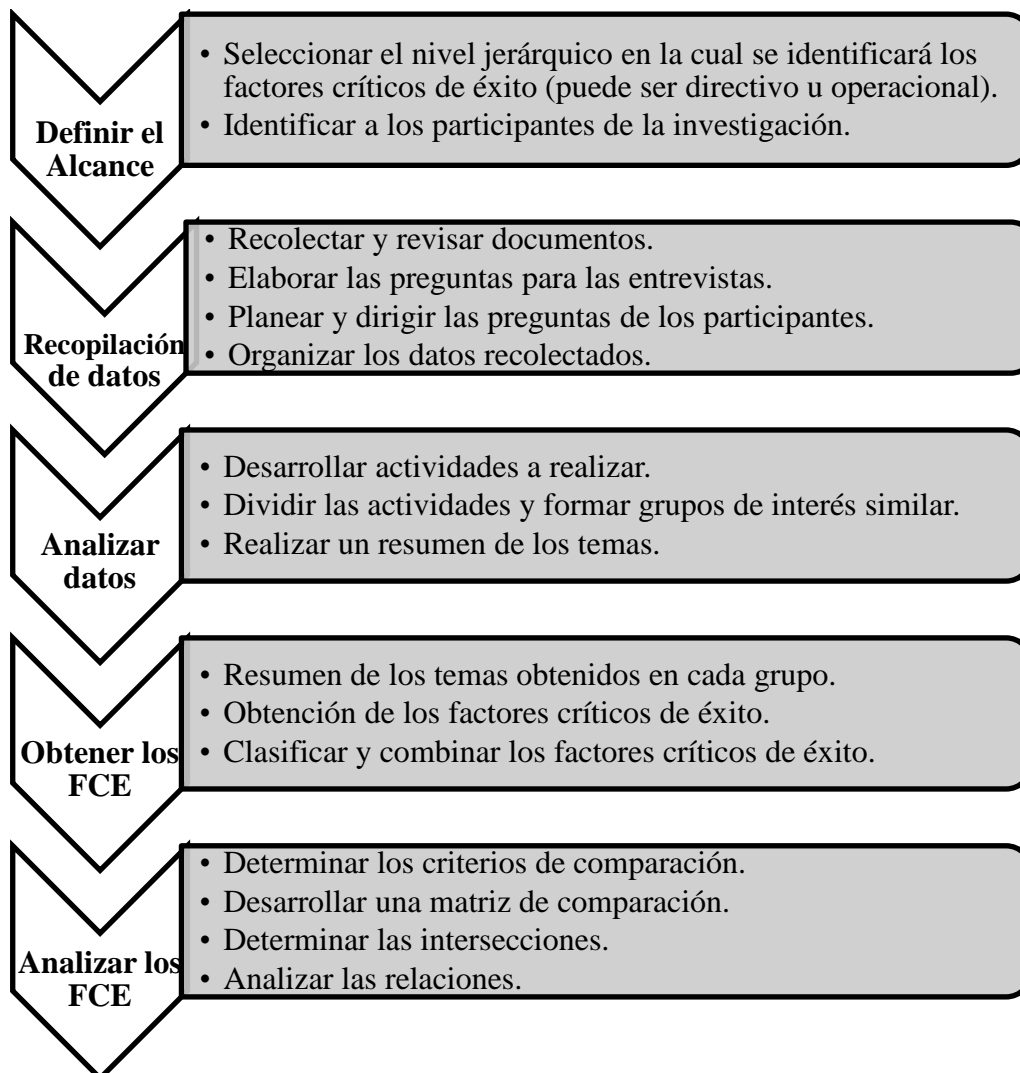 • Seleccionar el nivel jerárquico en la cual se identificará los
factores críticos de éxito (puede ser directivo u operacional).
• Identificar a los participantes de la investigación.
Definir el
Alcance
• Recolectar y revisar documentos.
• Elaborar las preguntas para las entrevistas.
• Planear y dirigir las preguntas de los participantes.
• Organizar los datos recolectados.
Recopilación
de datos
• Desarrollar actividades a realizar.
• Dividir las actividades y formar grupos de interés similar.
• Realizar un resumen de los temas.
Analizar
datos
• Resumen de los temas obtenidos en cada grupo.
• Obtención de los factores críticos de éxito.
• Clasificar y combinar los factores críticos de éxito.
Obtener los
FCE
• Determinar los criterios de comparación.
• Desarrollar una matriz de comparación.
• Determinar las intersecciones.
• Analizar las relaciones.
Analizar los
FCE